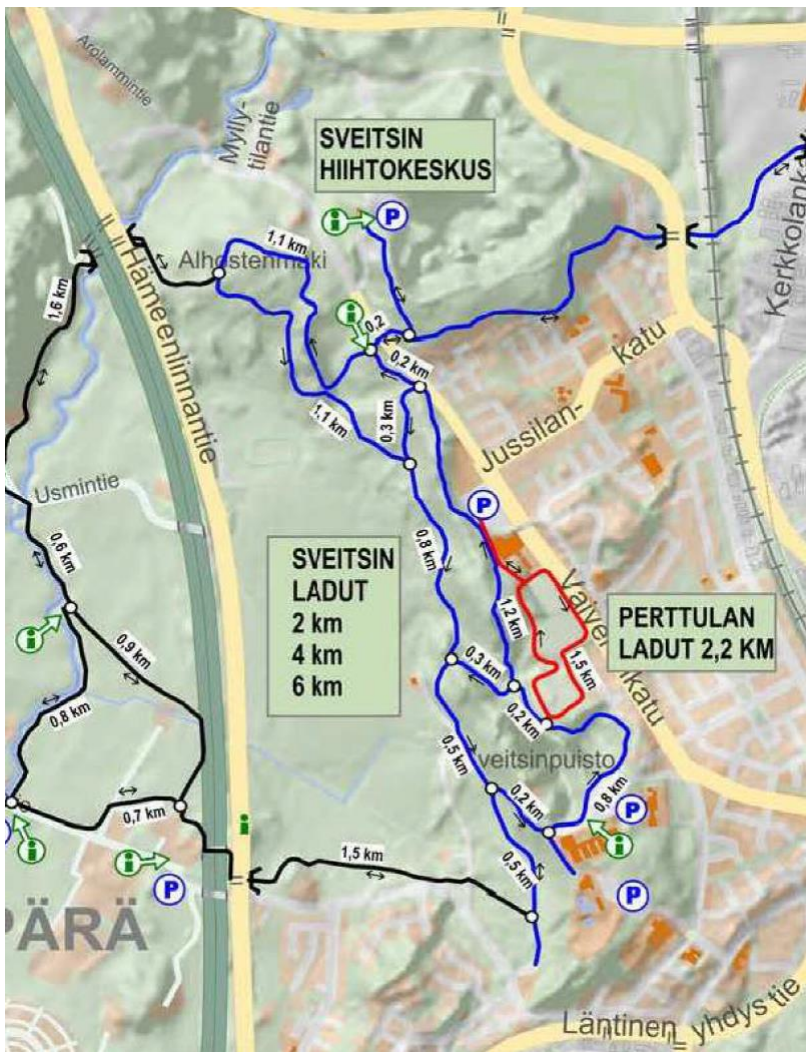 Arolammintie
Mylly-
tilantie
SVEITSIN
HIIHTOKESKUS
P
i
Kerkkolank
1,1 km
Alhostenmäki
Hämeenlinnantie
1,6 km
i
0,2
0,2 km
katu
Jussilan-
0,3 km
1,1 km
Usmintie
P
0,8 km
0,6 km
SVEITSIN
LADUT
2 km
4 km
6 km
1,2 km
1,5 km
PERTTULAN
LADUT 2,2 KM
i
0,9 km
0,8 km
0,3 km
0,2 km
katu
0,5 km
veitsinpuisto
0,2 km
0,8 km
P
i
i
0,7 km
i
i
P
1,5 km
0,5 km
P
PÄRÄ
Läntinen yhdystie